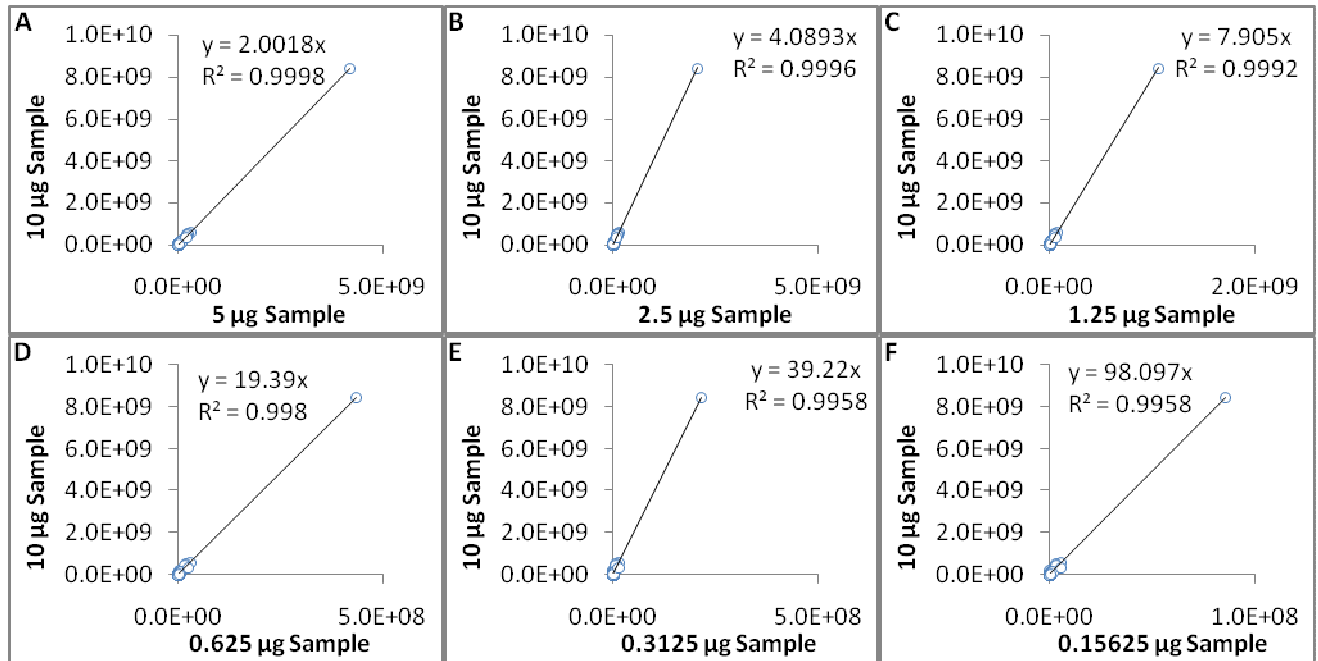 A
1.0E+10
8.0E+09
6.0E+09
4.0E+09
2.0E+09
0.0E+00
10 µg Sample
y = 2.0018x
R² = 0.9998
0.0E+00 5.0E+09
5 µg Sample
B
1.0E+10
8.0E+09
6.0E+09
4.0E+09
2.0E+09
0.0E+00
10 µg Sample
y = 4.0893x
R² = 0.9996
0.0E+00 5.0E+09
2.5 µg Sample
C
1.0E+10
8.0E+09
6.0E+09
4.0E+09
2.0E+09
0.0E+00
10 µg Sample
y = 7.905x
R² = 0.9992
0.0E+00 2.0E+09
1.25 µg Sample
D
1.0E+10
8.0E+09
6.0E+09
4.0E+09
2.0E+09
0.0E+00
10 µg Sample
y = 19.39x
R² = 0.998
0.0E+00 5.0E+08
0.625 µg Sample
E
1.0E+10
8.0E+09
6.0E+09
4.0E+09
2.0E+09
0.0E+00
10 µg Sample
y = 39.22x
R² = 0.9958
0.0E+00 5.0E+08
0.3125 µg Sample
F
1.0E+10
8.0E+09
6.0E+09
4.0E+09
2.0E+09
0.0E+00
10 µg Sample
y = 98.097x
R² = 0.9958
0.0E+00 1.0E+08
0.15625 µg Sample